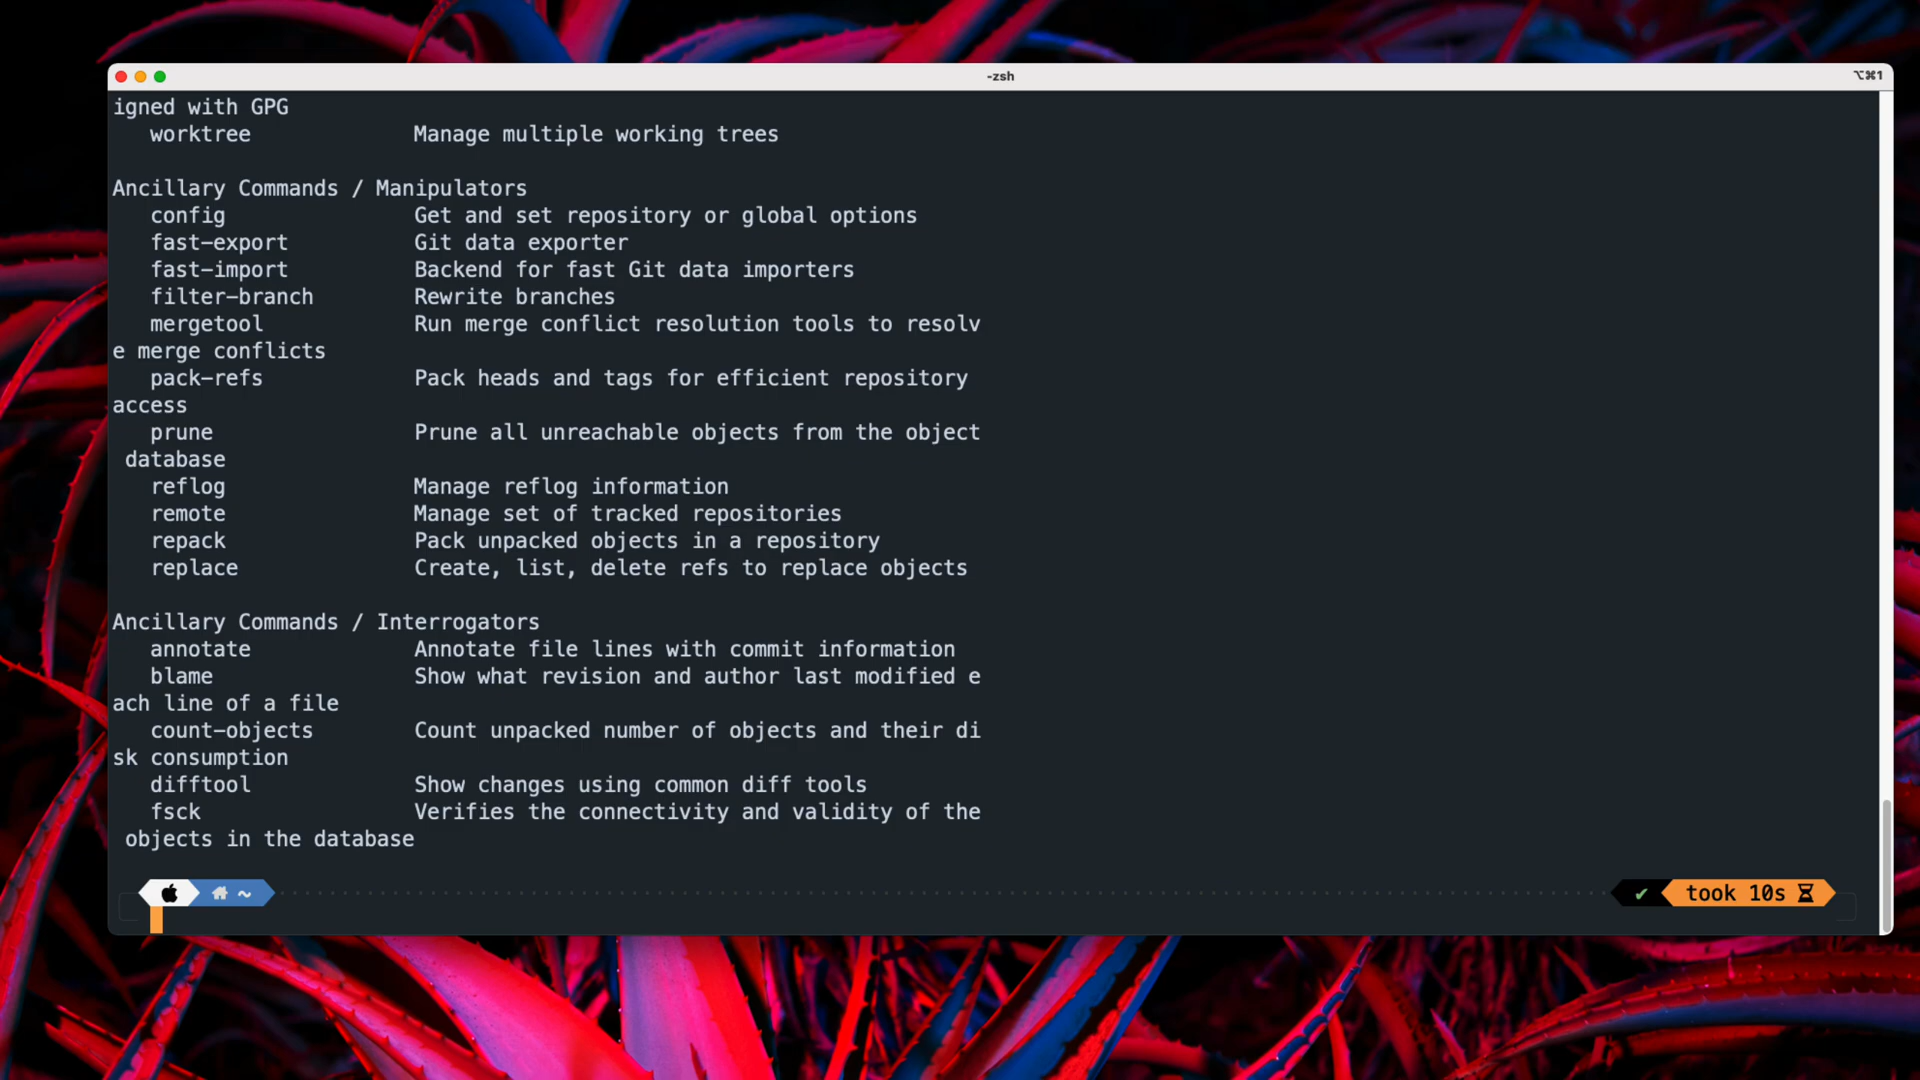 -zsh
⌥⌘1
igned with GPG
worktree Manage multiple working trees
Ancillary Commands / Manipulators
config Get and set repository or global options
fast-export Git data exporter
fast-import Backend for fast Git data importers
filter-branch Rewrite branches
mergetool Run merge conflict resolution tools to resolv
e merge conflicts
pack-refs Pack heads and tags for efficient repository
access
prune Prune all unreachable objects from the object
database
reflog Manage reflog information
remote Manage set of tracked repositories
repack Pack unpacked objects in a repository
replace Create, list, delete refs to replace objects
Ancillary Commands / Interrogators
annotate Annotate file lines with commit information
blame Show what revision and author last modified e
ach line of a file
count-objects Count unpacked number of objects and their di
sk consumption
difftool Show changes using common diff tools
fsck Verifies the connectivity and validity of the
objects in the database
~ ✔ took 10s